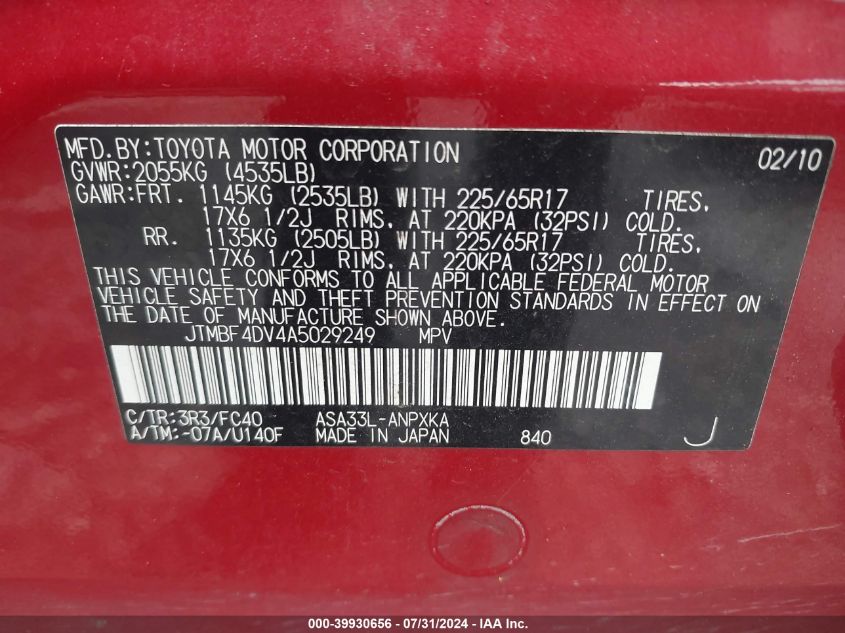 MFD.BY:TOYOTA MOTOR CORPORATION 02/10
GVWR:2055KG (4535LB)
GAWR:FRT. 1145KG (2535LB) WITH 225/65R17 TIRES,
17X6 1/2J RIMS, AT 220KPA (32PSI) COLD.
RR. 1135KG (2505LB) WITH 225/65R17 TIRES,
17X6 1/2J RIMS, AT 220KPA (32PSI) COLD.
THIS VEHICLE CONFORMS TO ALL APPLICABLE FEDERAL MOTOR
VEHICLE SAFETY AND THEFT PREVENTION STANDARDS IN EFFECT ON
THE DATE OF MANUFACTURE SHOWN ABOVE.
JTMBF4DV4A5029249 MPV
C/TR:3R3/FC40 ASA33L-ANPXKA
A/TM:-07A/U140F MADE IN JAPAN 840 J
000-39930656 - 07/31/2024 - IAA Inc.